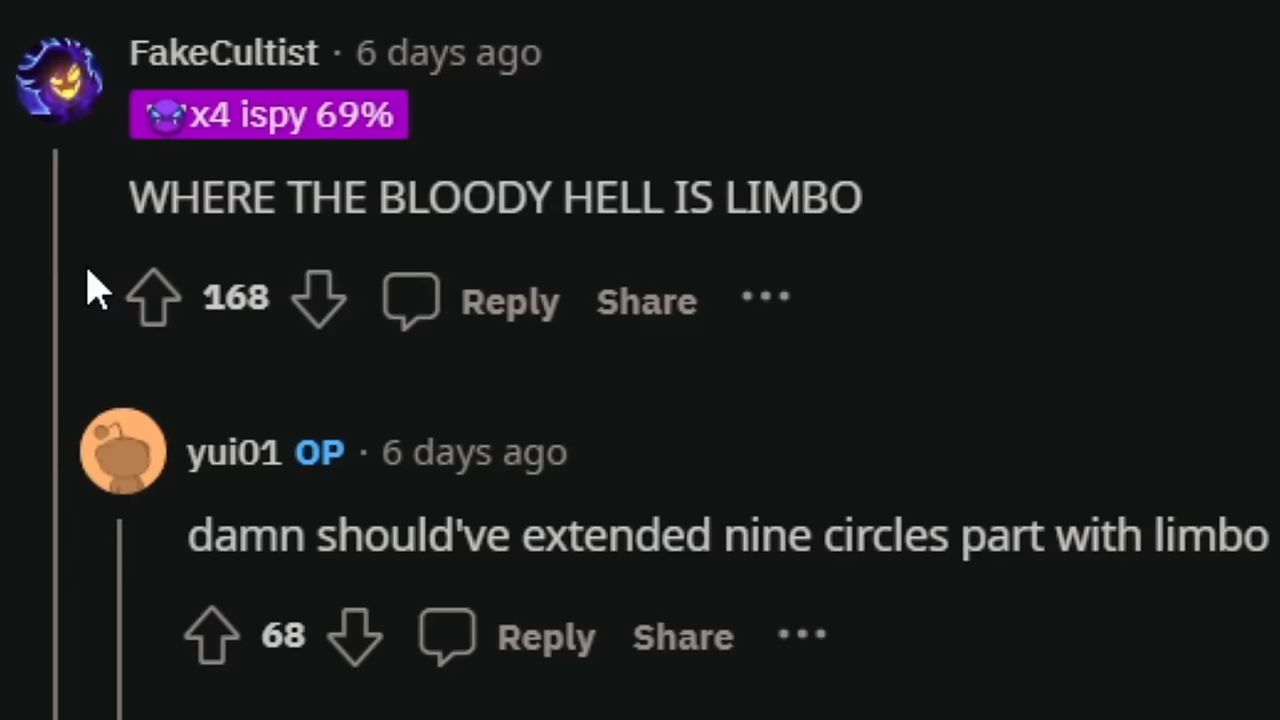 FakeCultist · 6 days ago
😈x4 ispy 69%
WHERE THE BLOODY HELL IS LIMBO
168 Reply Share ...
yui01 OP · 6 days ago
damn should've extended nine circles part with limbo
68 Reply Share ...